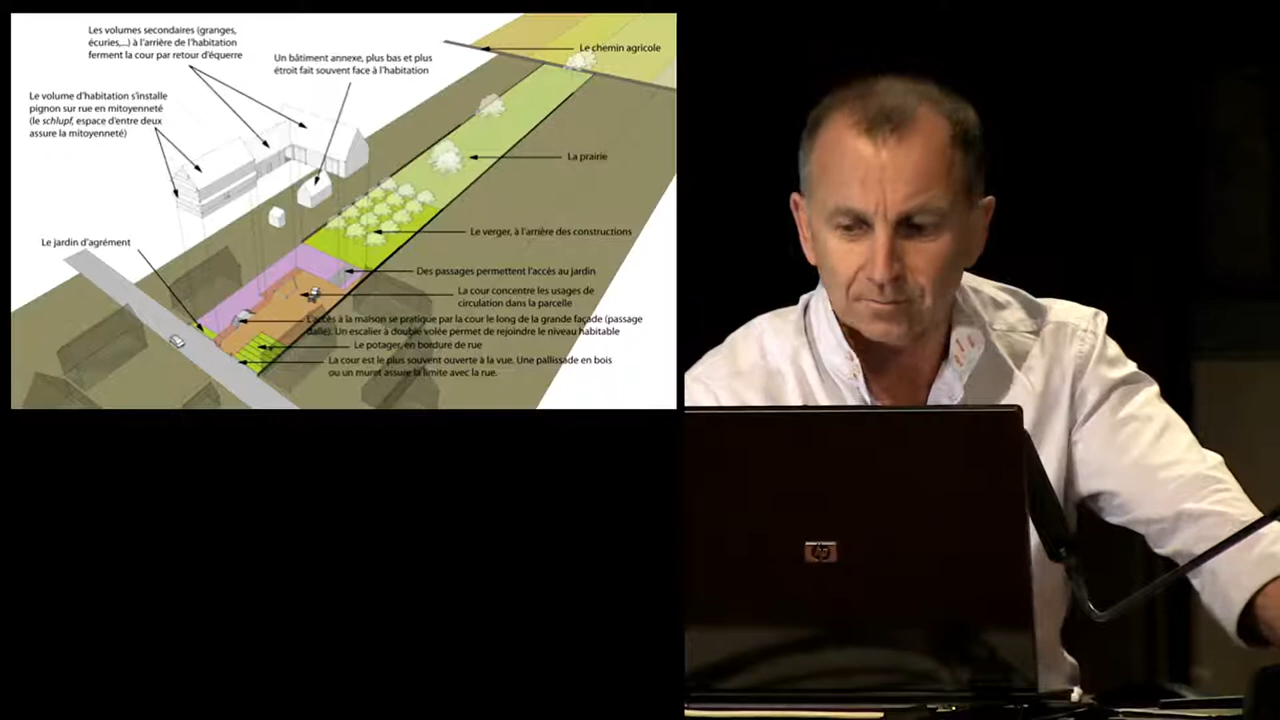 Les volumes secondaires (granges,
écuries,...) à l'arrière de l'habitation
ferment la cour par retour d'équerre
Un bâtiment annexe, plus bas et plus
étroit fait souvent face à l'habitation
Le chemin agricole
Le volume d'habitation s'installe
pignon sur rue en mitoyenneté
(le schlupf, espace d'entre deux
assure la mitoyenneté)
La prairie
Le verger, à l'arrière des constructions
Le jardin d'agrément
Des passages permettent l'accès au jardin
La cour concentre les usages de
circulation dans la parcelle
L'accès à la maison se pratique par la cour le long de la grande façade (passage
dallé). Un escalier à double volée permet de rejoindre le niveau habitable
Le potager, en bordure de rue
La cour est le plus souvent ouverte à la vue. Une pallissade en bois
ou un muret assure la limite avec la rue.
hp